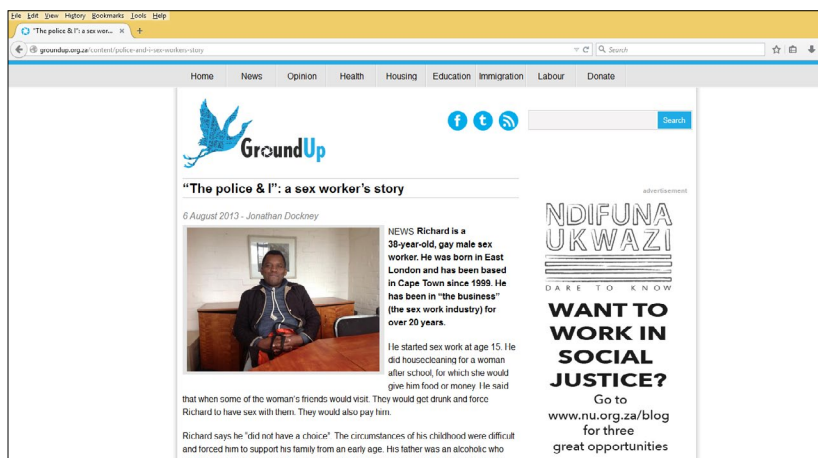 File Edit View History Bookmarks Tools Help
"The police & I": a sex wor... × +
groundup.org.za/content/police-and-i-sex-workers-story
Search
Home News Opinion Health Housing Education Immigration Labour Donate
GroundUp
Search
“The police & I”: a sex worker’s story
6 August 2013 - Jonathan Dockney
NEWS Richard is a
38-year-old, gay male sex
worker. He was born in East
London and has been based
in Cape Town since 1999. He
has been in “the business”
(the sex work industry) for
over 20 years.
He started sex work at age 15. He
did housecleaning for a woman
after school, for which she would
give him food or money. He said
that when some of the woman’s friends would visit. They would get drunk and force
Richard to have sex with them. They would also pay him.
Richard says he “did not have a choice”. The circumstances of his childhood were difficult
and forced him to support his family from an early age. His father was an alcoholic who
advertisement
NDIFUNA
UKWAZI
DARE TO KNOW
WANT TO
WORK IN
SOCIAL
JUSTICE?
Go to
www.nu.org.za/blog
for three
great opportunities